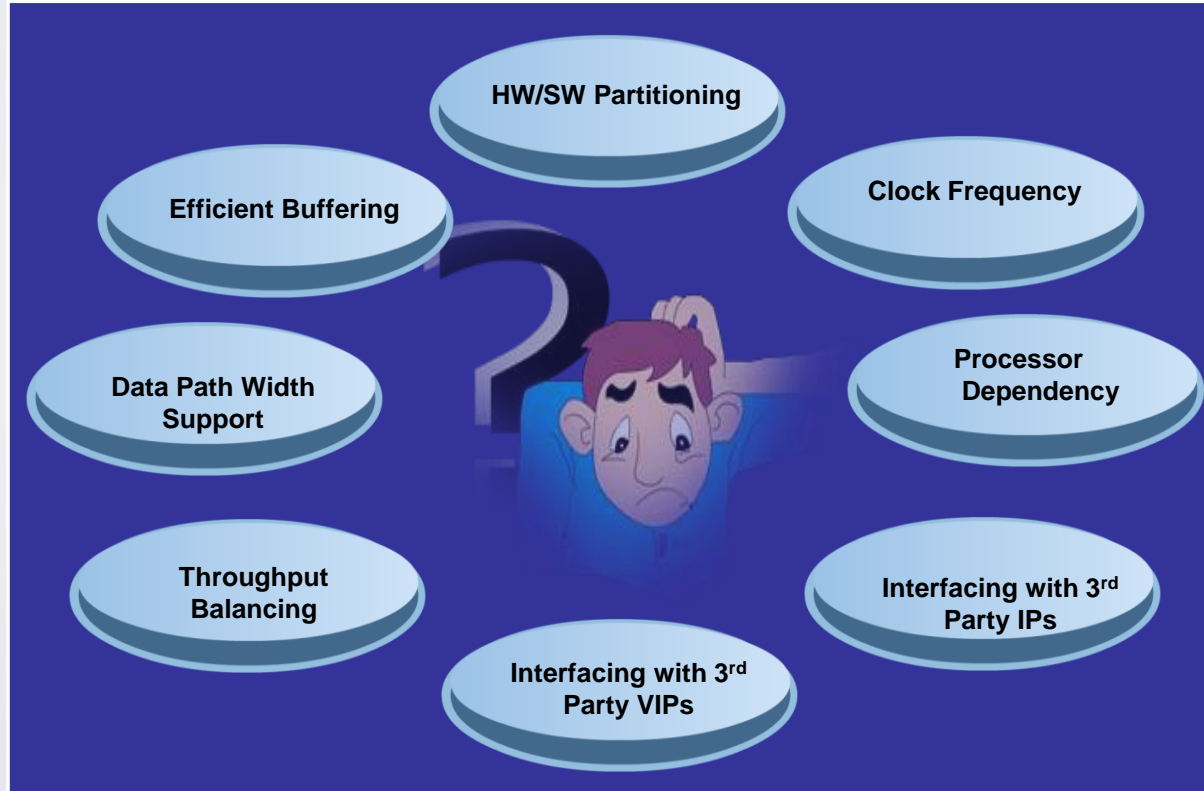 HW/SW Partitioning
Efficient Buffering
Clock Frequency
Data Path Width
Support
Processor
Dependency
Throughput
Balancing
Interfacing with 3rd
Party IPs
Interfacing with 3rd
Party VIPs